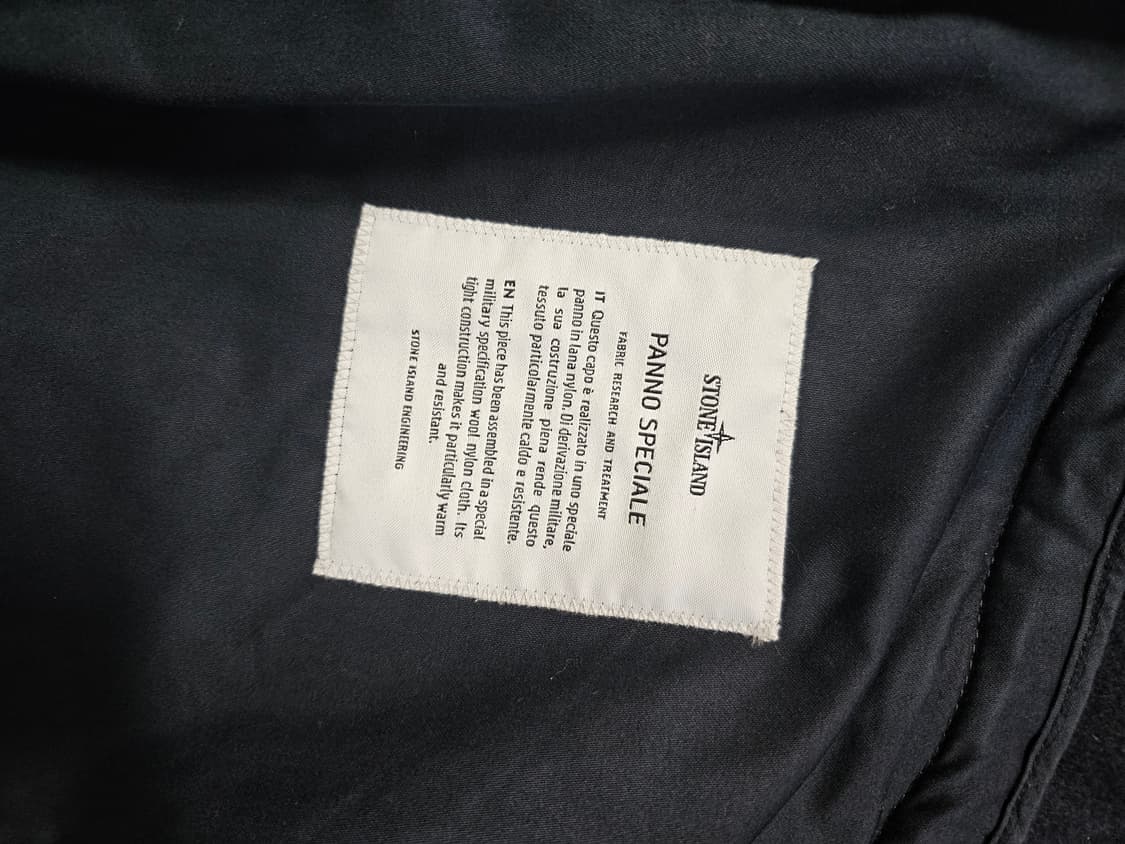 STONE ISLAND
PANNO SPECIALE
FABRIC RESEARCH AND TREATMENT
IT Questo capo è realizzato in uno speciale
panno in lana nylon. Di derivazione militare,
la sua costruzione piena rende questo
tessuto particolarmente caldo e resistente.
EN This piece has been assembled in a special
military specification wool nylon cloth. Its
tight construction makes it particularly warm
and resistant.
STONE ISLAND ENGINEERING